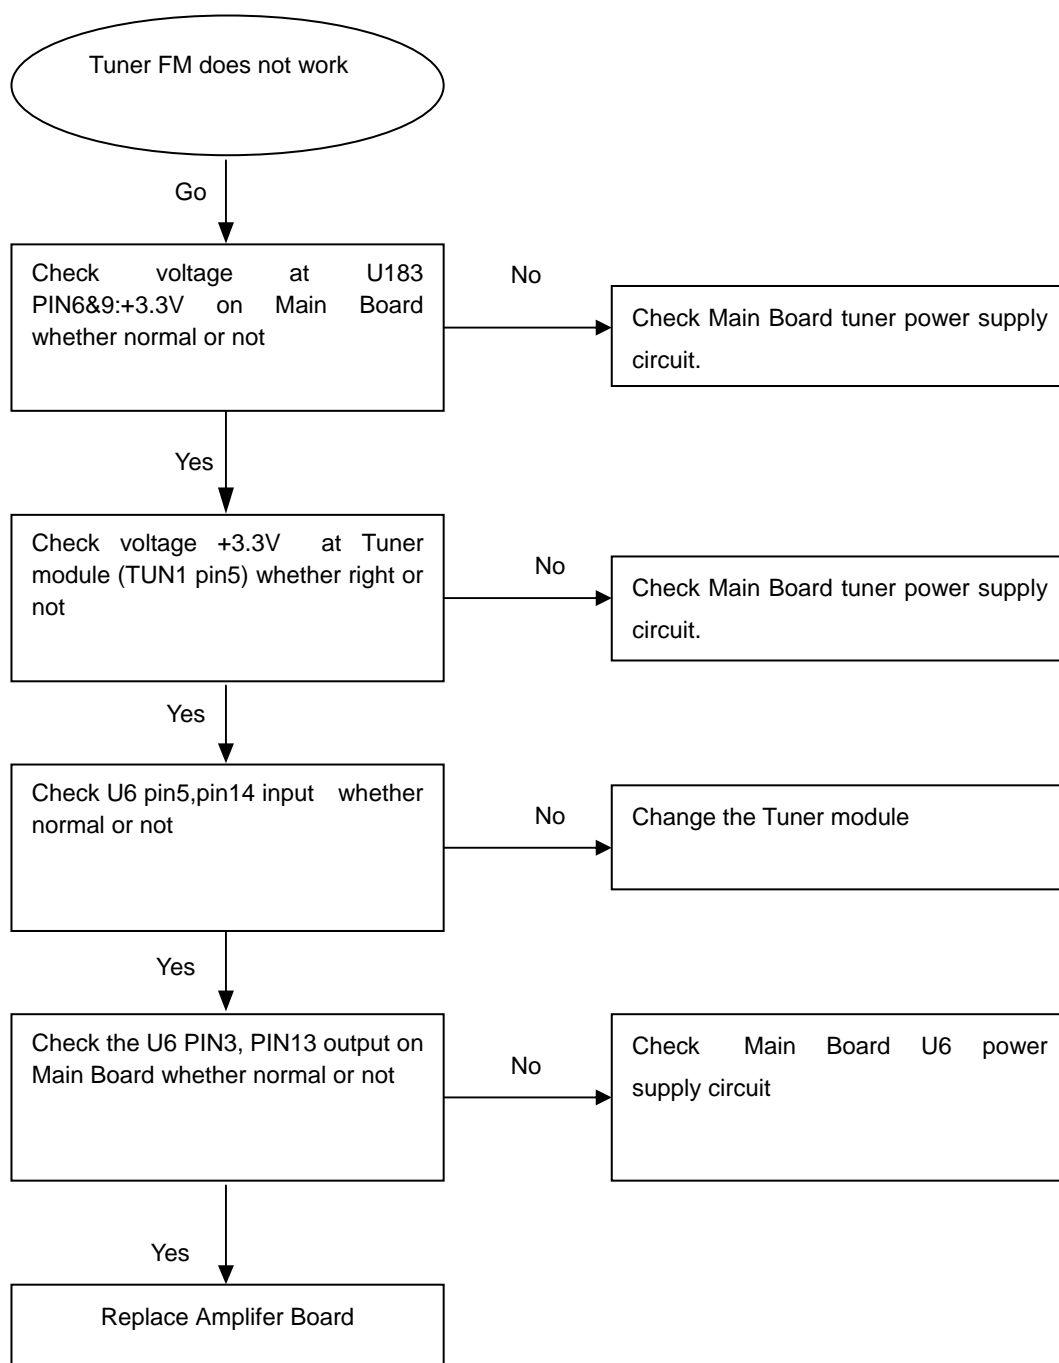 Tuner FM does not work
Go
Check voltage at U183
PIN6&9:+3.3V on Main Board
whether normal or not
No
Check Main Board tuner power supply
circuit.
Yes
Check voltage +3.3V at Tuner
module (TUN1 pin5) whether right or
not
No
Check Main Board tuner power supply
circuit.
Yes
Check U6 pin5,pin14 input whether
normal or not
No
Change the Tuner module
Yes
Check the U6 PIN3, PIN13 output on
Main Board whether normal or not
No
Check Main Board U6 power
supply circuit
Yes
Replace Amplifer Board